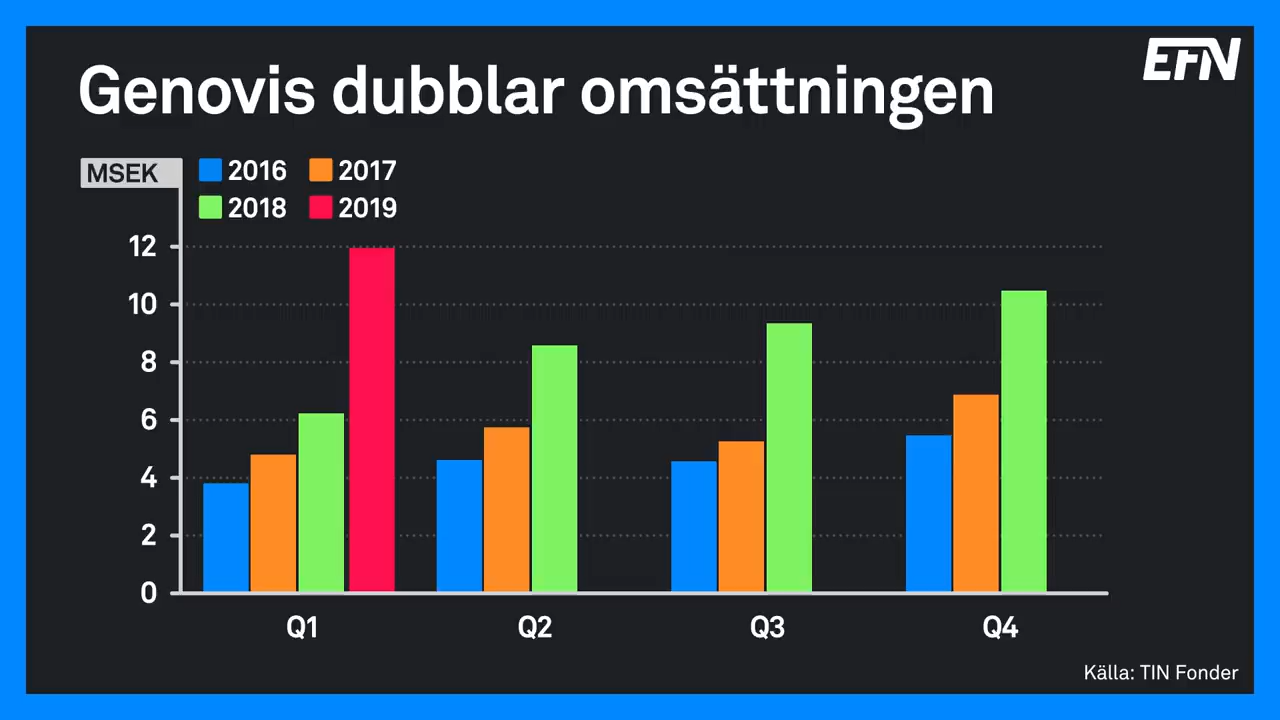 EFN
Genovis dubblar omsättningen
MSEK
2016 2017
2018 2019
12
10
8
6
4
2
0
Q1 Q2 Q3 Q4
Källa: TIN Fonder